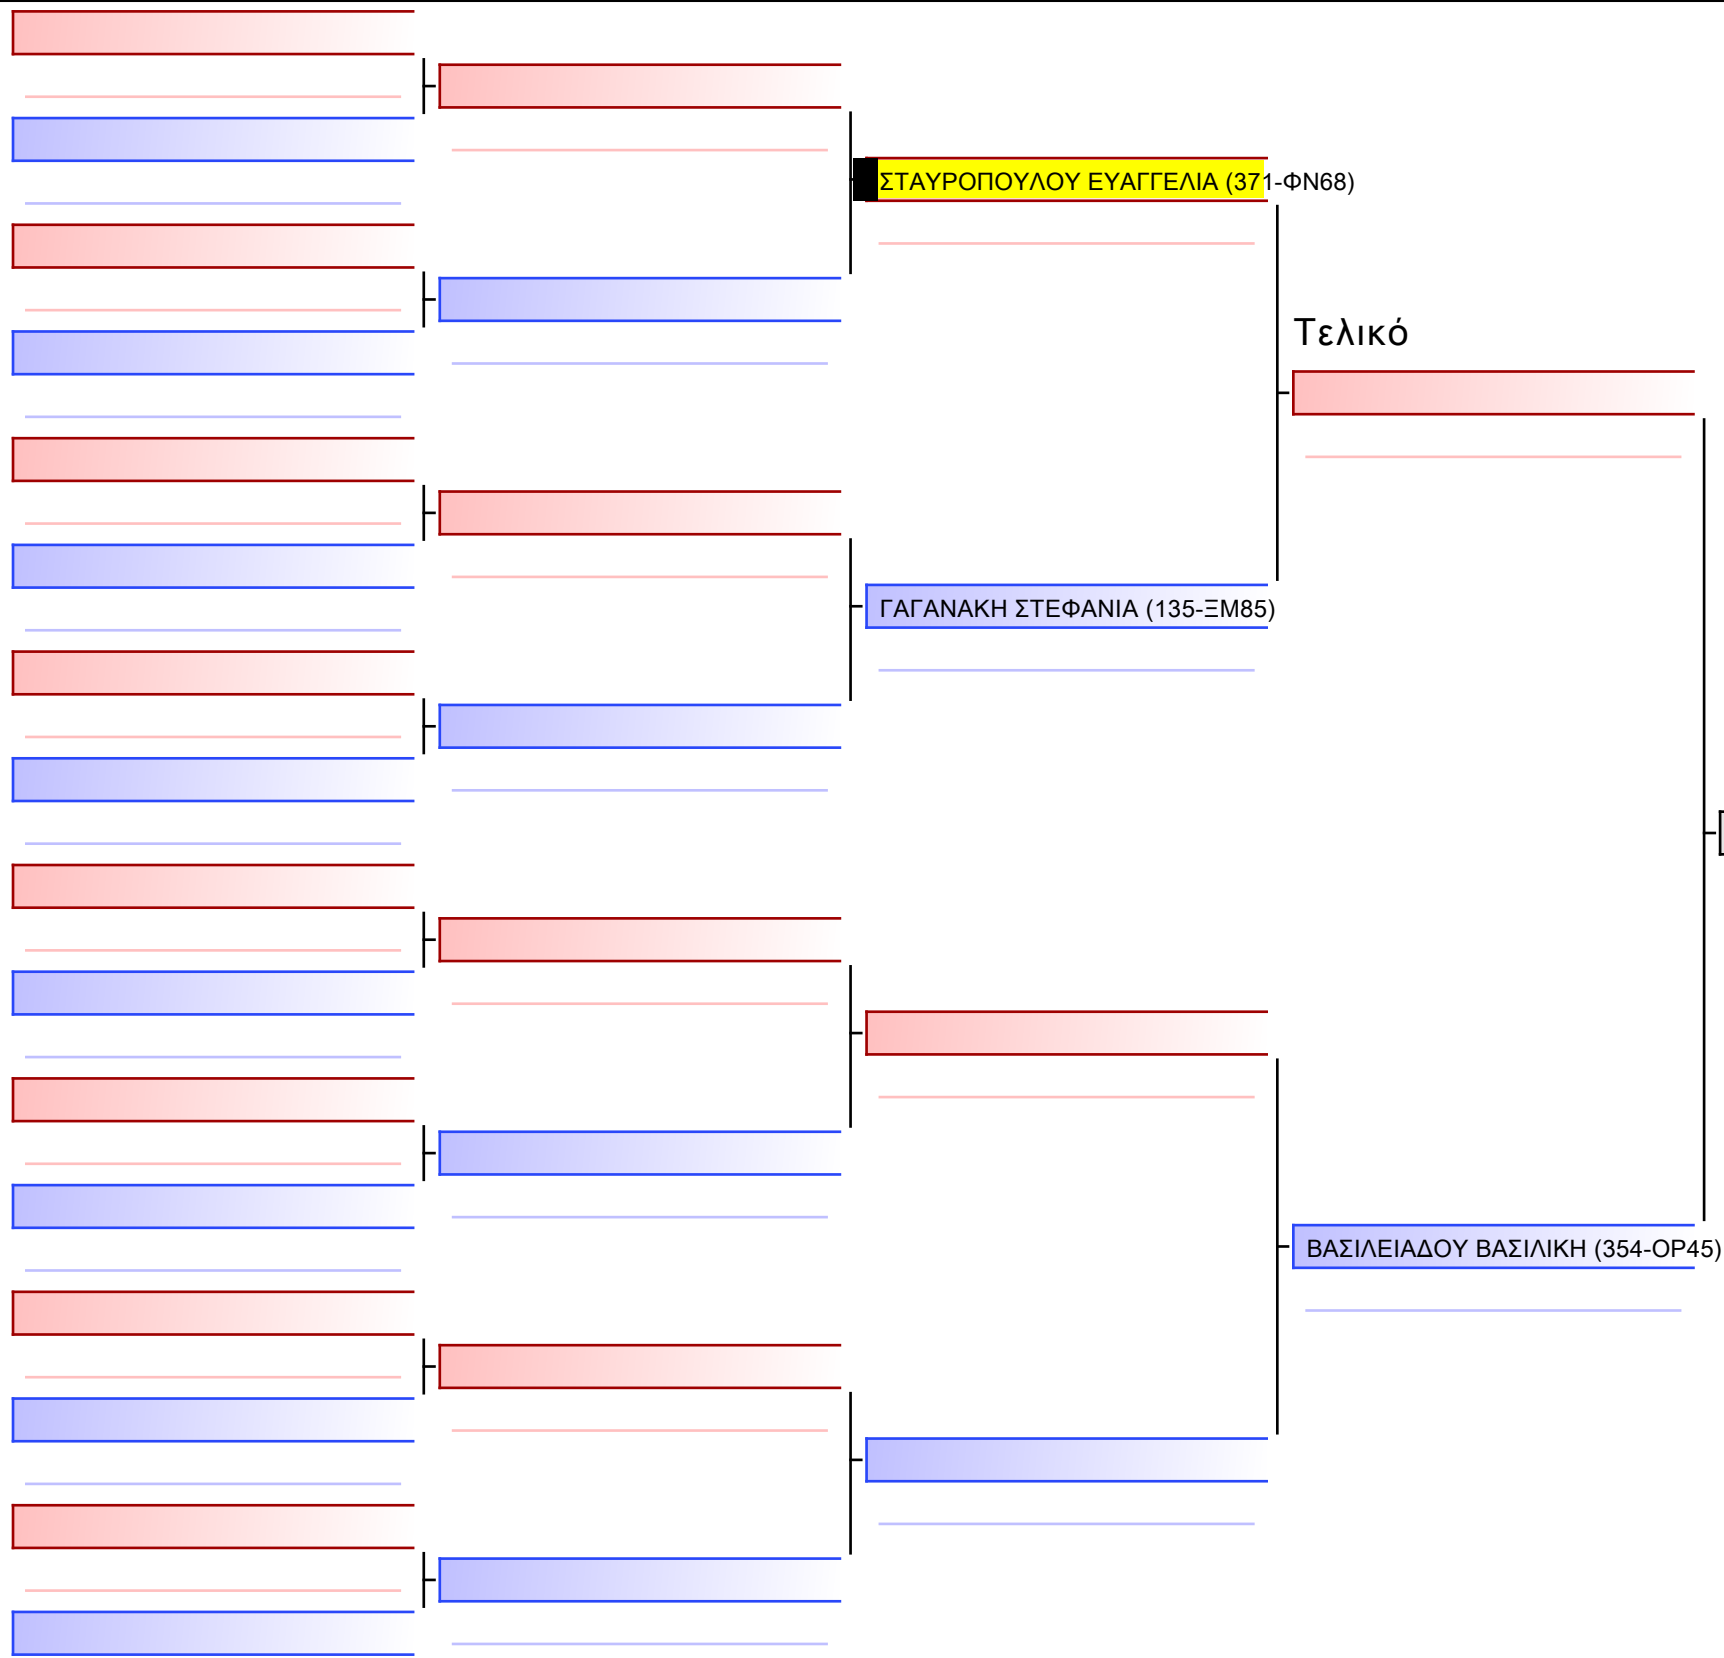 ΣΤΑΥΡΟΠΟΥΛΟΥ ΕΥΑΓΓΕΛΙΑ (371-ΦΝ68)
Τελικό
ΓΑΓΑΝΑΚΗ ΣΤΕΦΑΝΙΑ (135-ΞΜ85)
ΒΑΣΙΛΕΙΑΔΟΥ ΒΑΣΙΛΙΚΗ (354-ΟΡ45)